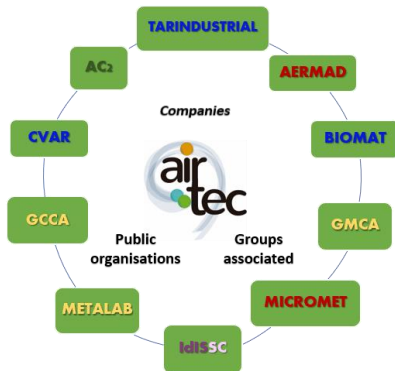 TARINDUSTRIAL
AC2
AERMAD
Companies
CVAR
BIOMAT
air
tec
GCCA
GMCA
Public
organisations
Groups
associated
METALAB
MICROMET
IdISSC